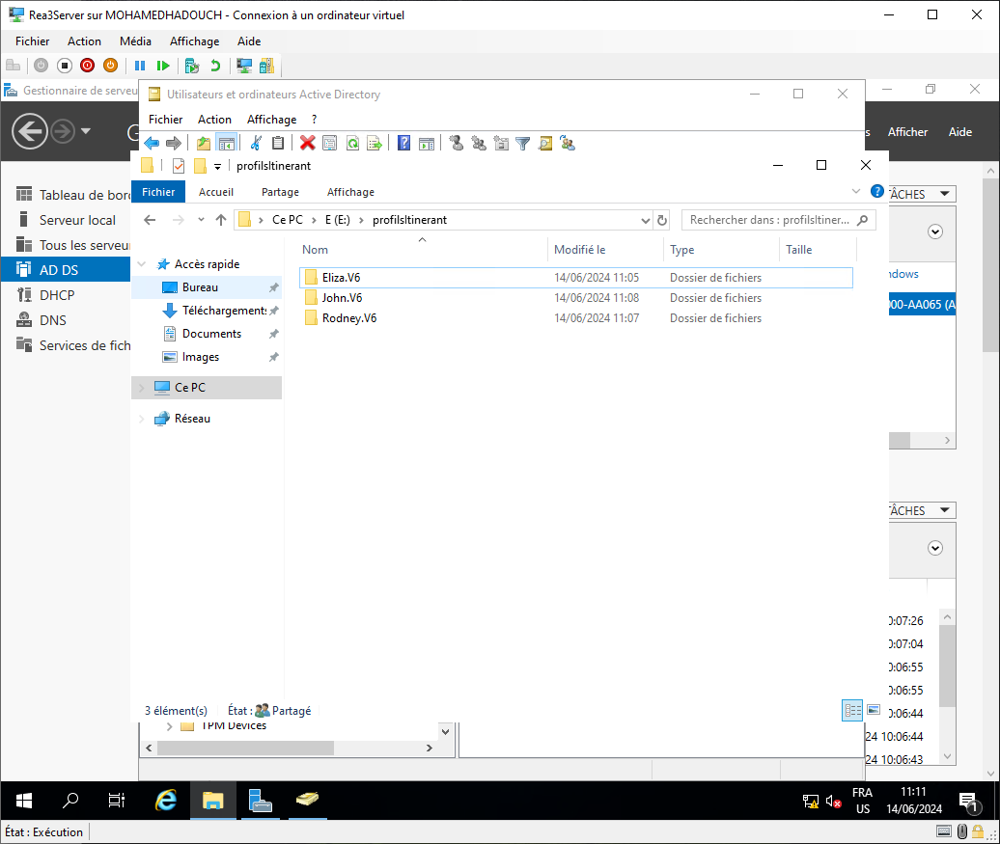 Rea3Server sur MOHAMEDHADOUCH - Connexion à un ordinateur virtuel
Fichier Action Média Affichage Aide
Gestionnaire de serveu
Utilisateurs et ordinateurs Active Directory
Fichier Action Affichage ?
Afficher Aide
profilsItinerant
Fichier Accueil Partage Affichage
Ce PC > E (E:) > profilsItinerant
Rechercher dans : profilsItiner...
Nom Modifié le Type Taille
Eliza.V6 14/06/2024 11:05 Dossier de fichiers
John.V6 14/06/2024 11:08 Dossier de fichiers
Rodney.V6 14/06/2024 11:07 Dossier de fichiers
Accès rapide
Bureau
Téléchargements
Documents
Images
Ce PC
Réseau
3 élément(s) État : Partagé
Tableau de bor
Serveur local
Tous les serveu
AD DS
DHCP
DNS
Services de fich
TÂCHES
ndows
000-AA065 (A
TÂCHES
0:07:26
0:07:04
0:06:55
0:06:55
0:06:44
24 10:06:44
24 10:06:43
TPM Devices
FRA
US
11:11
14/06/2024
1
État : Exécution